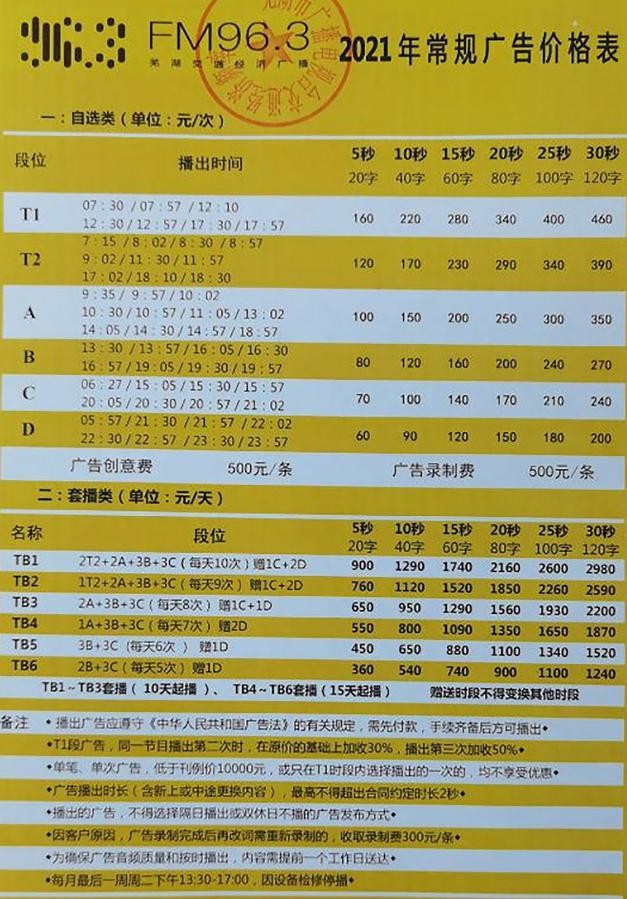 963 FM96.3
芜湖交通经济广播
2021年常规广告价格表
一：自选类（单位：元/次）
段位 播出时间 5秒 10秒 15秒 20秒 25秒 30秒
20字 40字 60字 80字 100字 120字
07:30/07:57/12:10
T1 160 220 280 340 400 460
12:30/12:57/17:30/17:57
7:15/8:02/8:30/8:57
T2 9:02/11:30/11:57 120 170 230 290 340 390
17:02/18:10/18:30
9:35/9:57/10:02
A 10:30/10:57/11:05/13:02 100 150 200 250 300 350
14:05/14:30/14:57/18:57
13:30/13:57/16:05/16:30
B 80 120 160 200 240 270
16:57/19:05/19:30/19:57
06:27/15:05/15:30/15:57
C 70 100 140 170 210 240
20:05/20:30/20:57/21:02
05:57/21:30/21:57/22:02
D 60 90 120 150 180 200
22:30/22:57/23:30/23:57
广告创意费 500元/条 广告录制费 500元/条
二：套播类（单位：元/天）
名称 段位 5秒 10秒 15秒 20秒 25秒 30秒
20字 40字 60字 80字 100字 120字
TB1 2T2+2A+3B+3C（每天10次）赠1C+2D 900 1290 1740 2160 2600 2980
TB2 1T2+2A+3B+3C（每天9次）赠1C+2D 760 1120 1520 1850 2260 2590
TB3 2A+3B+3C（每天8次）赠1C+1D 650 950 1290 1560 1930 2200
TB4 1A+3B+3C（每天7次）赠2D 550 800 1090 1350 1650 1870
TB5 3B+3C（每天6次）赠1D 450 650 880 1100 1340 1520
TB6 2B+3C（每天5次）赠1D 360 540 740 900 1100 1240
TB1～TB3套播（10天起播）、TB4～TB6套播（15天起播） 赠送时段不得变换其他时段
备注 ◆播出广告应遵守《中华人民共和国广告法》的有关规定，需先付款，手续齐备后方可播出◆
◆T1段广告，同一节目播出第二次时，在原价的基础上加收30%，播出第三次加收50%◆
◆单笔、单次广告，低于刊例价10000元，或只在T1时段内选择播出的一次的，均不享受优惠◆
◆广告播出时长（含新上或中途更换内容），最高不得超出合同约定时长2秒◆
◆播出的广告，不得选择隔日播出或双休日不播的广告发布方式◆
◆因客户原因，广告录制完成后再改词需重新录制的，收取录制费300元/条◆
◆为确保广告音频质量和按时播出，内容需提前一个工作日送达◆
◆每月最后一周周二下午13:30-17:00，因设备检修停播◆